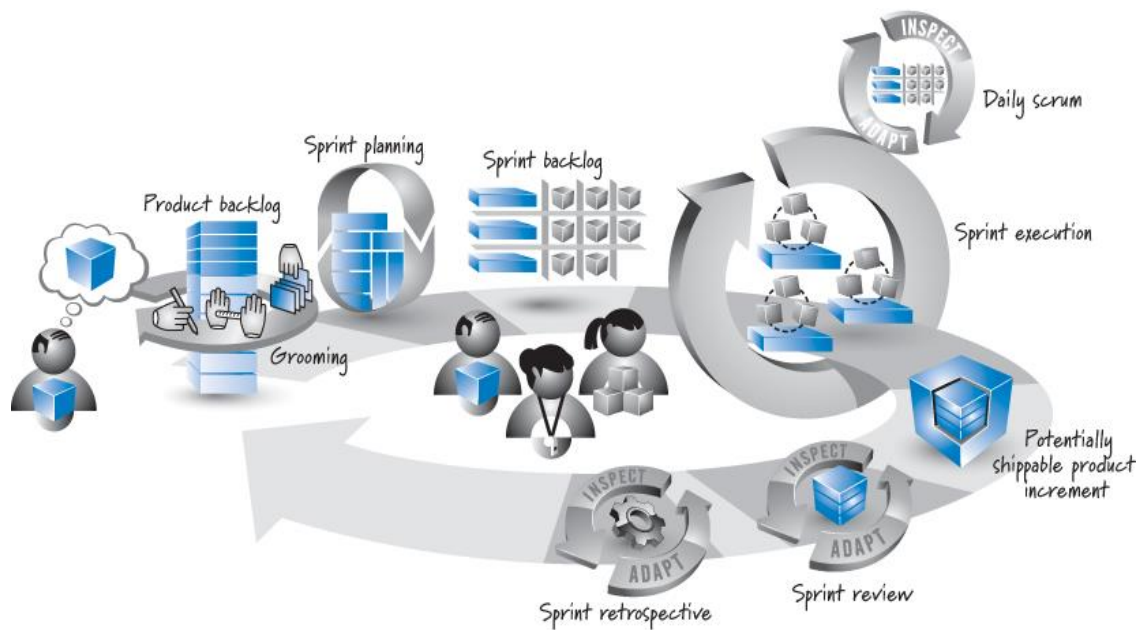 INSPECT
ADAPT
Daily scrum
Sprint planning
Sprint backlog
Product backlog
Sprint execution
Grooming
Potentially
shippable product
increment
INSPECT
ADAPT
Sprint review
INSPECT
ADAPT
Sprint retrospective